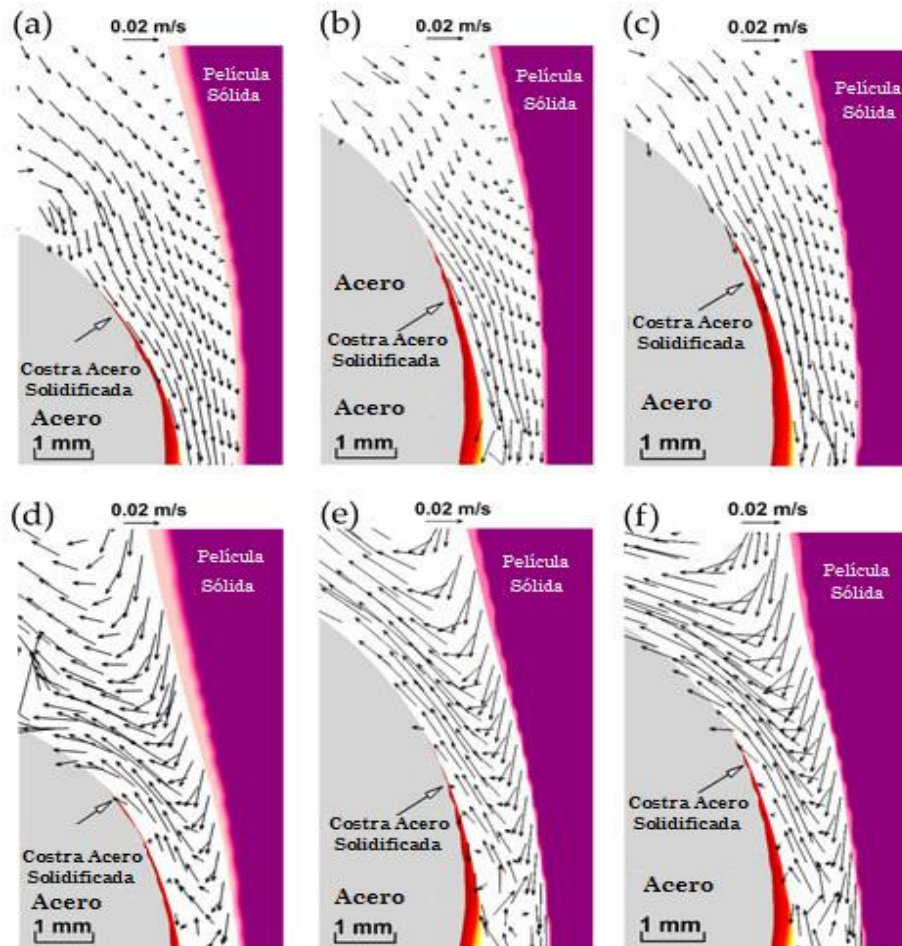 (a)
0.02 m/s
Película
Sólida
Costra Acero
Solidificada
Acero
1 mm
(b)
0.02 m/s
Película
Sólida
Acero
Costra Acero
Solidificada
Acero
1 mm
(c)
0.02 m/s
Película
Sólida
Costra Acero
Solidificada
Acero
1 mm
(d)
0.02 m/s
Película
Sólida
Costra Acero
Solidificada
Acero
1 mm
(e)
0.02 m/s
Película
Sólida
Costra Acero
Solidificada
Acero
1 mm
(f)
0.02 m/s
Película
Sólida
Costra Acero
Solidificada
Acero
1 mm